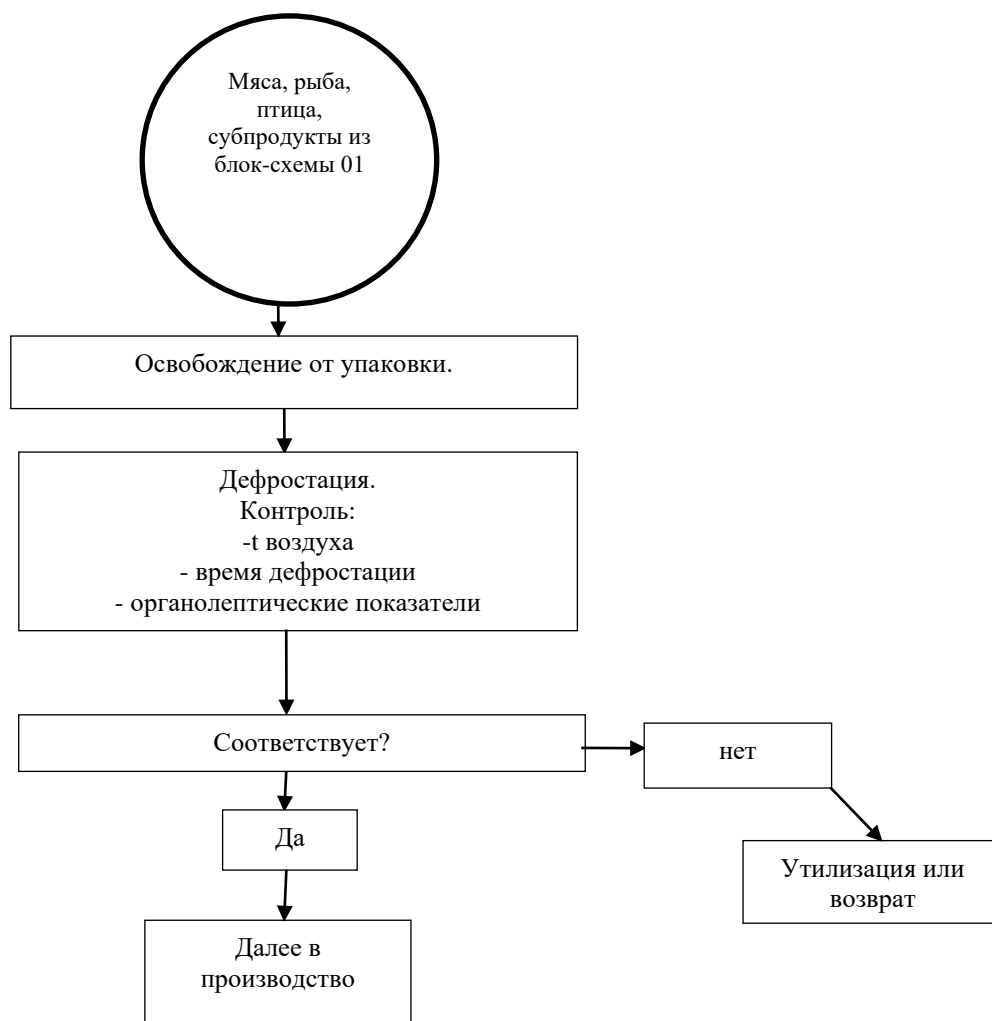 Мяса, рыба,
птица,
субпродукты из
блок-схемы 01
Освобождение от упаковки.
Дефростация.
Контроль:
-t воздуха
- время дефростации
- органолептические показатели
Соответствует?
нет
Да
Утилизация или
возврат
Далее в
производство